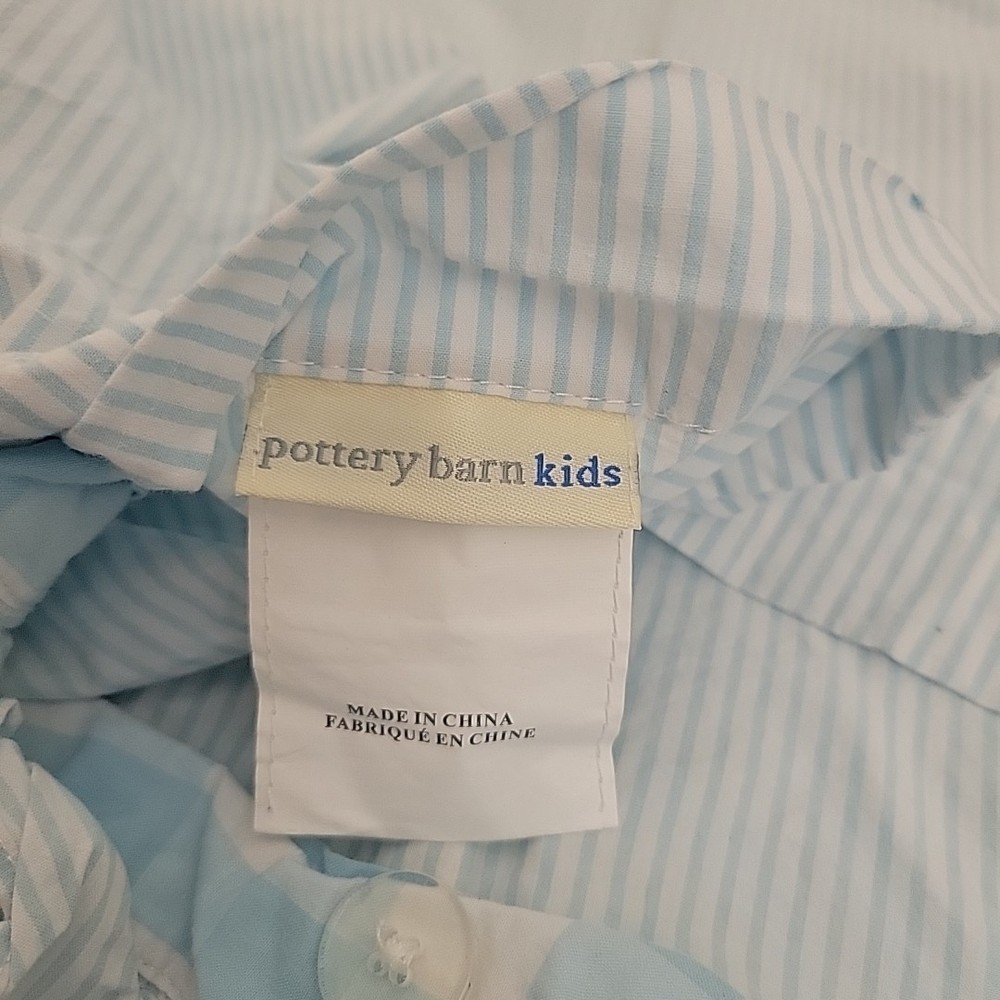 pottery barn kids
MADE IN CHINA
FABRIQUÉ EN CHINE